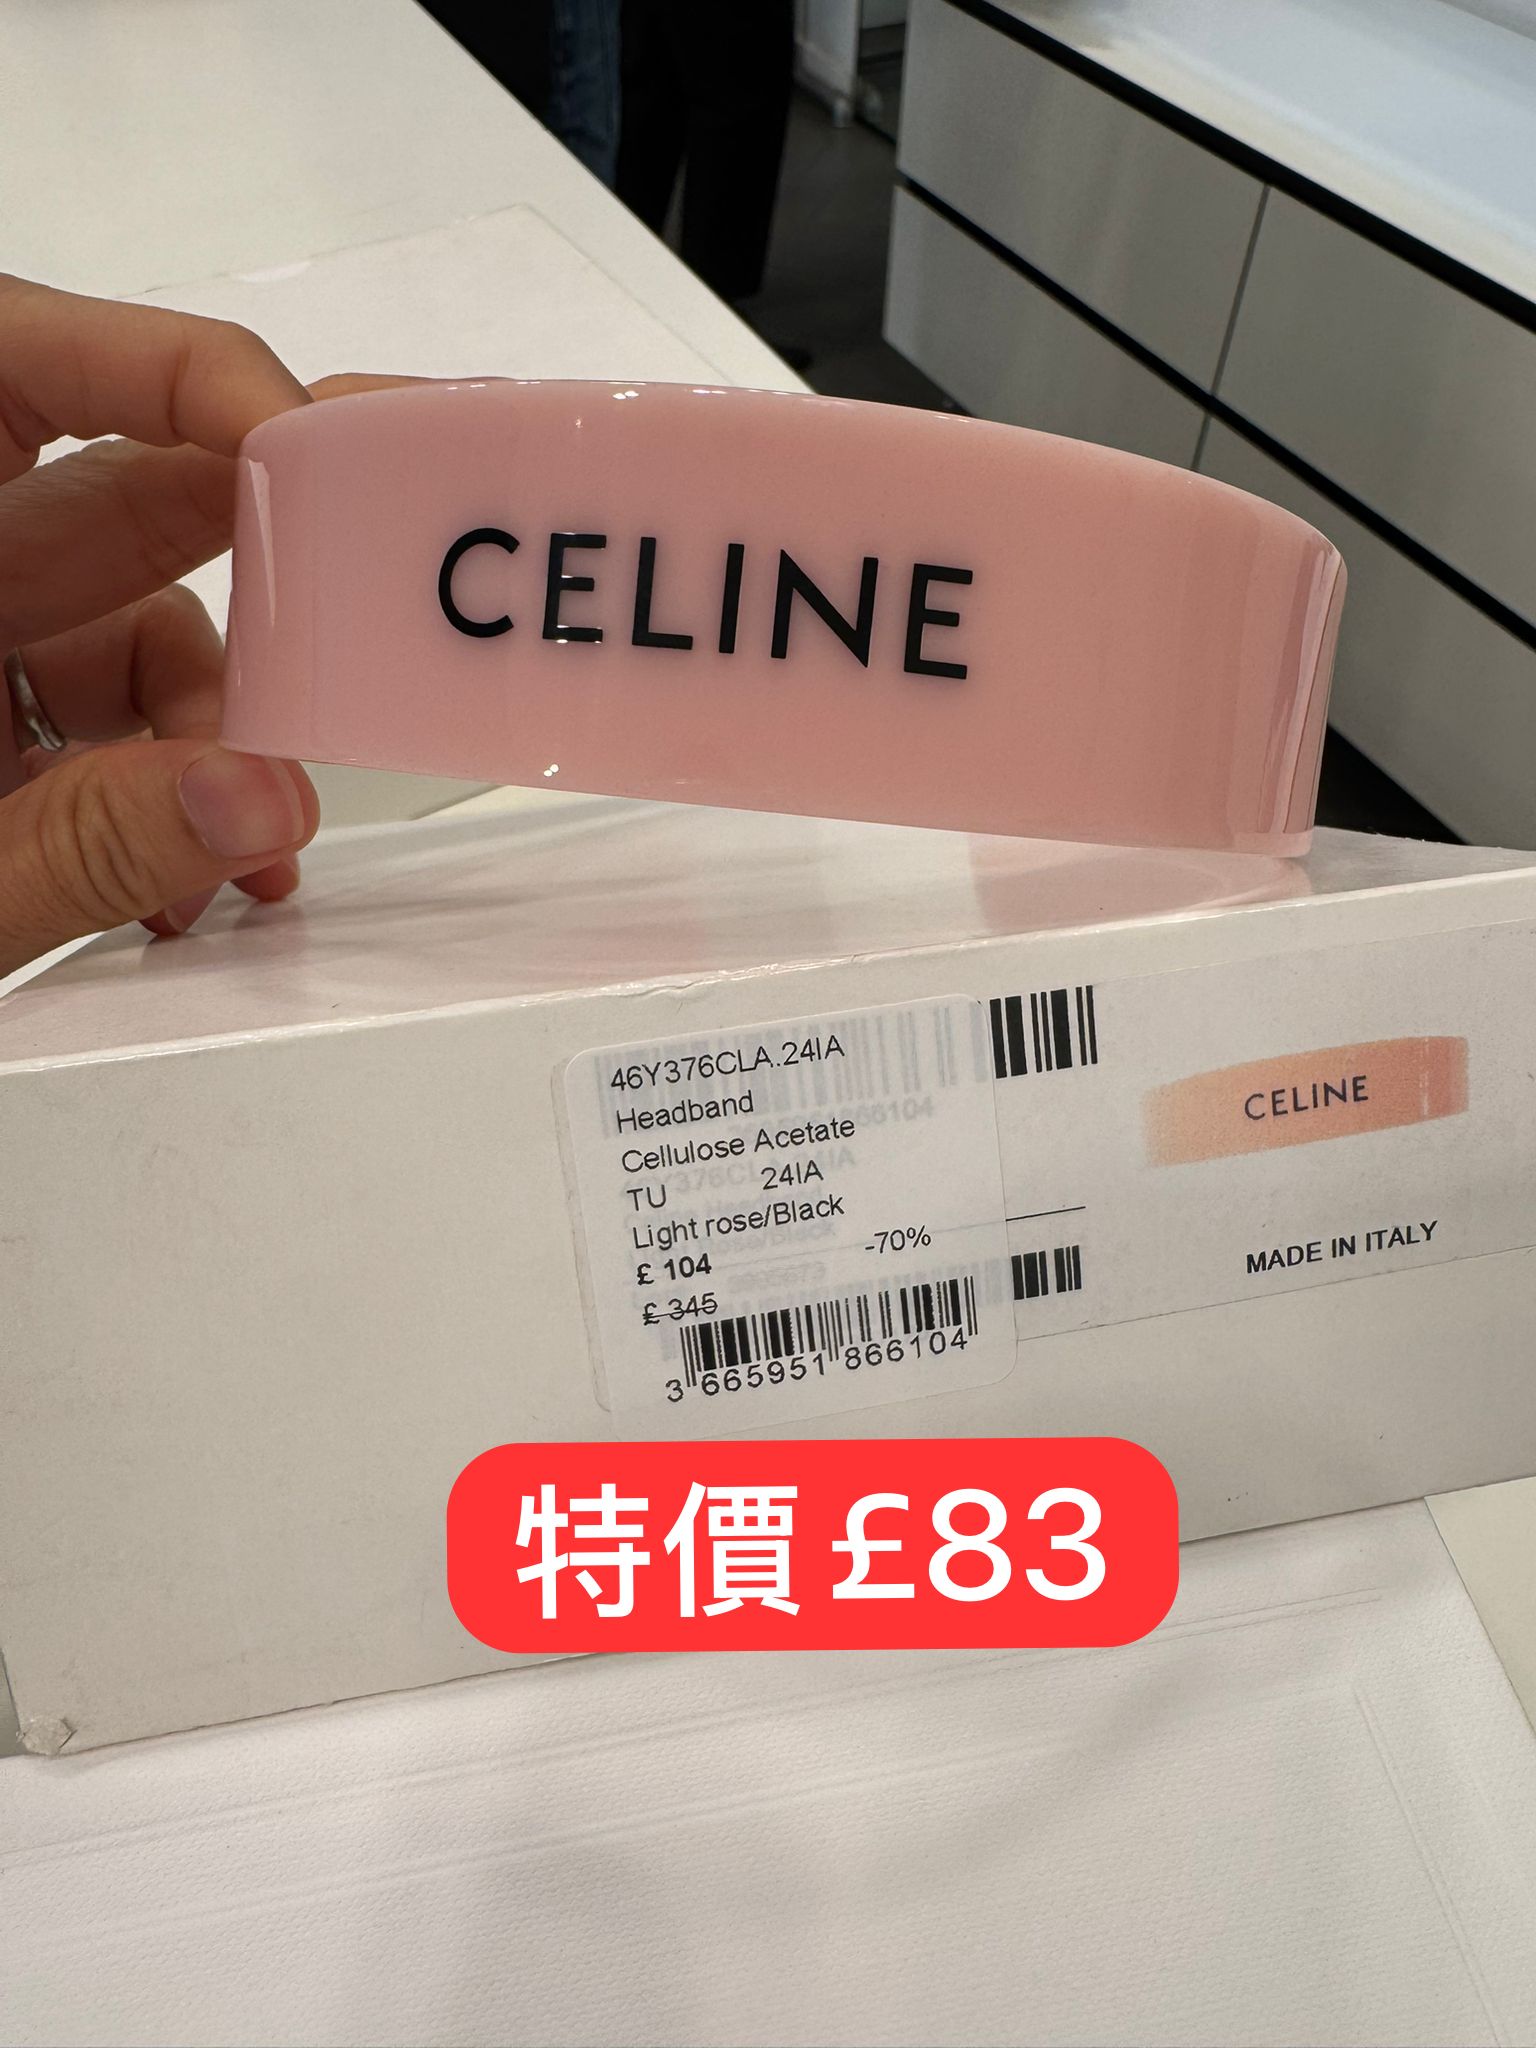 CELINE
46Y376CLA.24IA
Headband
Cellulose Acetate
TU 24IA
Light rose/Black
£ 104 -70%
£ 345
3 665951 866104
CELINE
MADE IN ITALY
特價£83